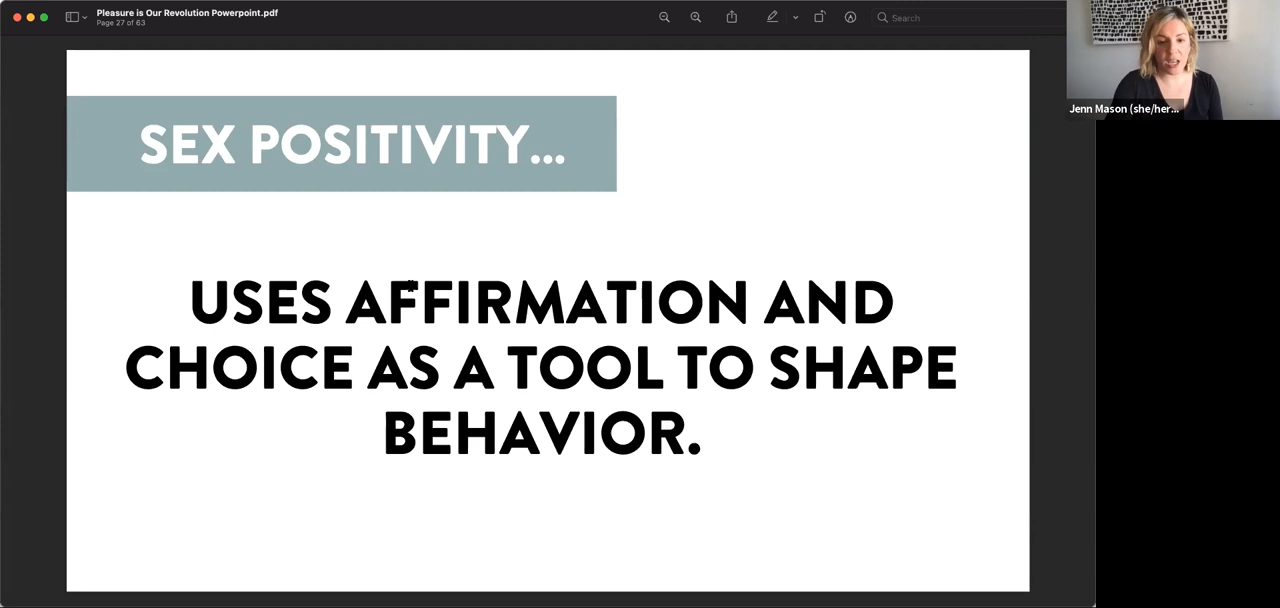 Pleasure is Our Revolution Powerpoint.pdf
Page 27 of 63
Search
Jenn Mason (she/her...
SEX POSITIVITY...
USES AFFIRMATION AND
CHOICE AS A TOOL TO SHAPE
BEHAVIOR.